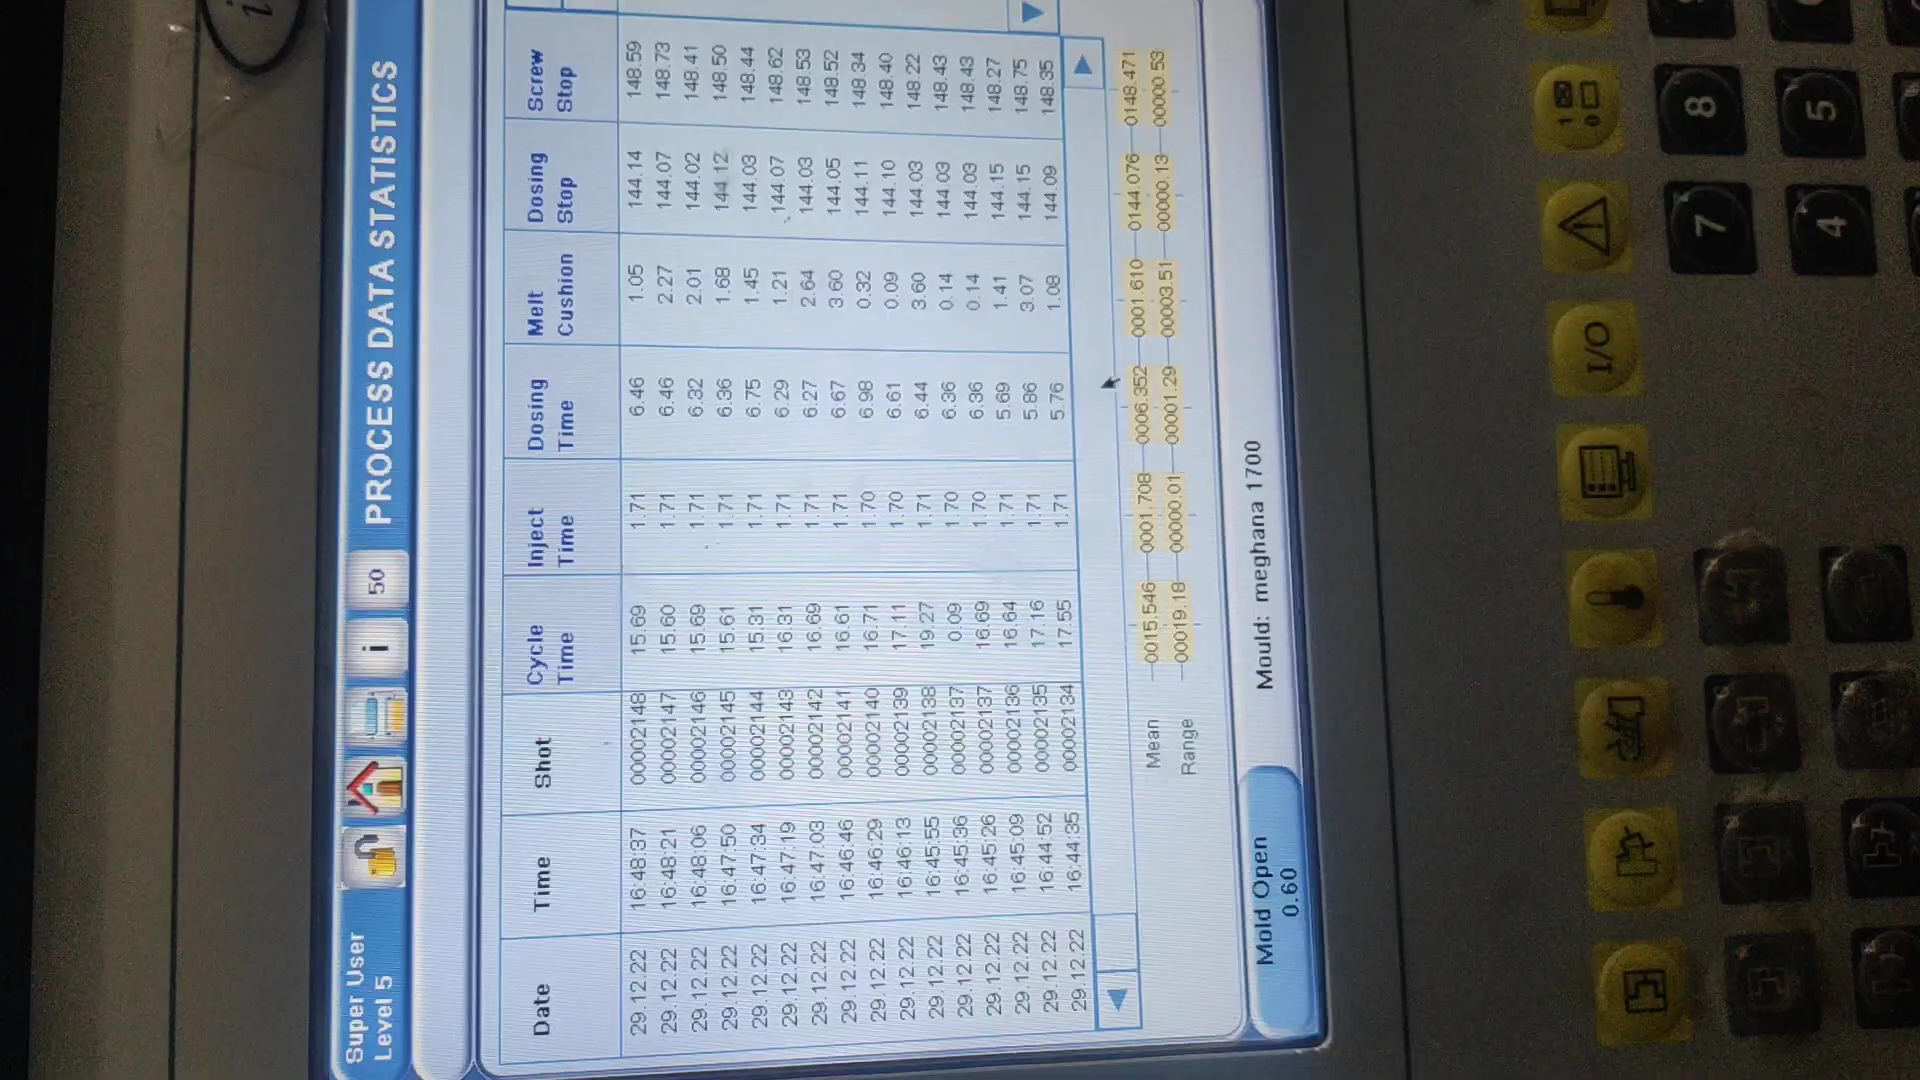 Super User
Level 5
i
50
PROCESS DATA STATISTICS
Date Time Shot Cycle Time Inject Time Dosing Time Melt Cushion Dosing Stop Screw Stop
29.12.22 16:48:37 00002148 15.69 1.71 6.46 1.05 144.14 148.59
29.12.22 16:48:21 00002147 15.60 1.71 6.46 2.27 144.07 148.73
29.12.22 16:48:06 00002146 15.69 1.71 6.32 2.01 144.02 148.41
29.12.22 16:47:50 00002145 15.61 1.71 6.36 1.68 144.12 148.50
29.12.22 16:47:34 00002144 15.31 1.71 6.75 1.45 144.03 148.44
29.12.22 16:47:19 00002143 16.31 1.71 6.29 1.21 144.07 148.62
29.12.22 16:47:03 00002142 16.69 1.71 6.27 2.64 144.03 148.53
29.12.22 16:46:46 00002141 16.61 1.71 6.67 3.60 144.05 148.52
29.12.22 16:46:29 00002140 16.71 1.70 6.98 0.32 144.11 148.34
29.12.22 16:46:13 00002139 17.11 1.70 6.61 0.09 144.10 148.40
29.12.22 16:45:55 00002138 19.27 1.71 6.44 3.60 144.03 148.22
29.12.22 16:45:36 00002137 0.09 1.70 6.36 0.14 144.03 148.43
29.12.22 16:45:26 00002137 16.69 1.70 6.36 0.14 144.03 148.43
29.12.22 16:45:09 00002136 16.64 1.71 5.69 1.41 144.15 148.27
29.12.22 16:44:52 00002135 17.16 1.71 5.86 3.07 144.15 148.75
29.12.22 16:44:35 00002134 17.55 1.71 5.76 1.08 144.09 148.35
Mean 0015.546 0001.708 0006.352 0001.610 0144.076 0148.471
Range 00019.18 00000.01 00001.29 00003.51 00000.13 00000.53
Mold Open
0.60
Mould: meghana 1700
I/O
7 8
4 5